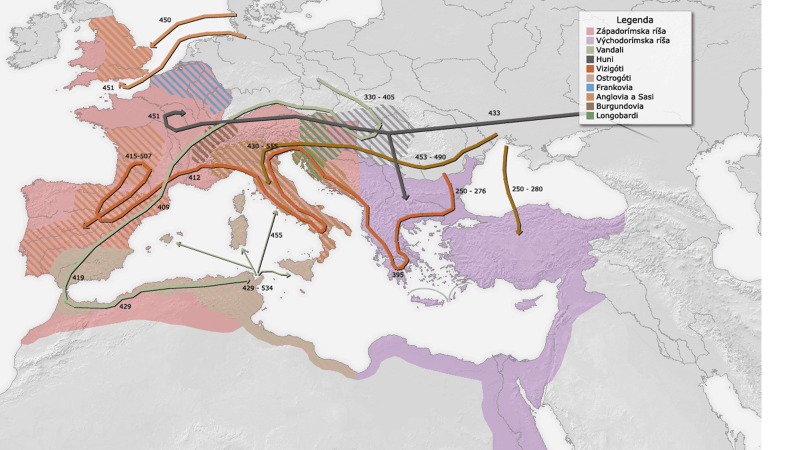 Legenda
Západorímska ríša
Východorímska ríša
Vandali
Huni
Vizigóti
Ostrogóti
Frankovia
Anglovia a Sasi
Burgundovia
Longobardi
450
451
330 - 405
433
451
415-507
430 - 555
453 - 490
412
250 - 276
250 - 280
409
455
395
419
429 - 534
429